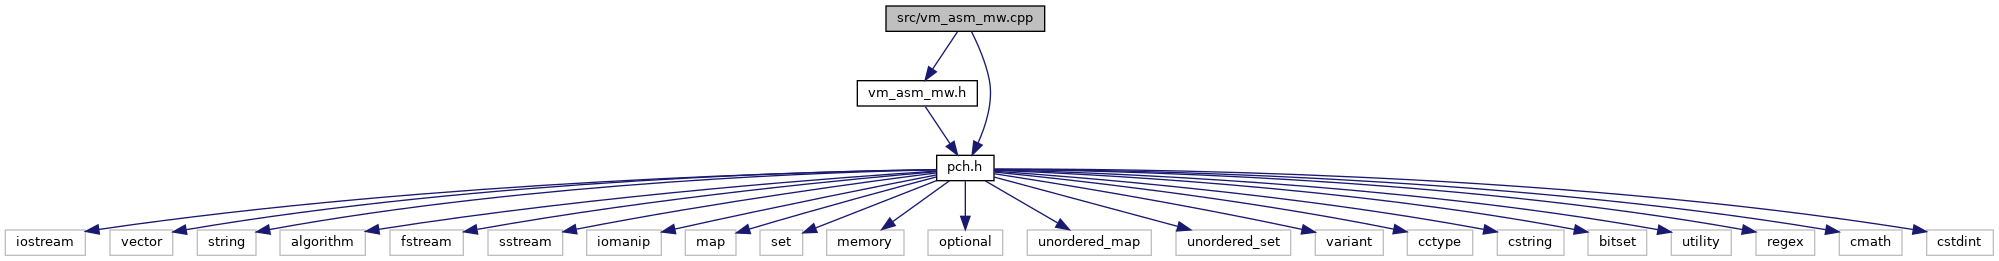 src/vm_asm_mw.cpp
vm_asm_mw.h
pch.h
iostream
vector
string
algorithm
fstream
sstream
iomanip
map
set
memory
optional
unordered_map
unordered_set
variant
cctype
cstring
bitset
utility
regex
cmath
cstdint